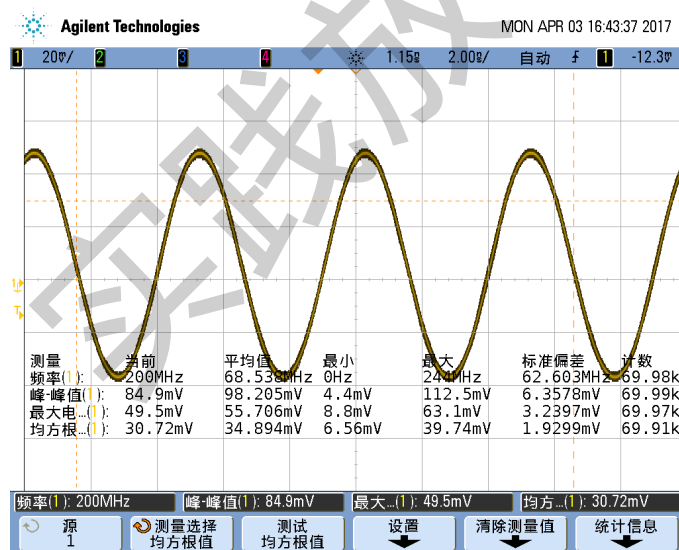 Agilent Technologies MON APR 03 16:43:37 2017
1 20▽/ 2 3 4 1.15▽ 2.00▽/ 自动 1 -12.3▽
实践放
测量 当前 平均值 最小 最大 标准偏差 计数
频率(1): 200MHz 68.538MHz 0Hz 244MHz 62.603MHz 69.98k
峰-峰值(1): 84.9mV 98.205mV 4.4mV 112.5mV 6.3578mV 69.99k
最大电…(1): 49.5mV 55.706mV 8.8mV 63.1mV 3.2397mV 69.97k
均方根…(1): 30.72mV 34.894mV 6.56mV 39.74mV 1.9299mV 69.91k
频率(1): 200MHz 峰-峰值(1): 84.9mV 最大…(1): 49.5mV 均方…(1): 30.72mV
源 测量选择 测试 设置 清除测量值 统计信息
1 均方根值 均方根值